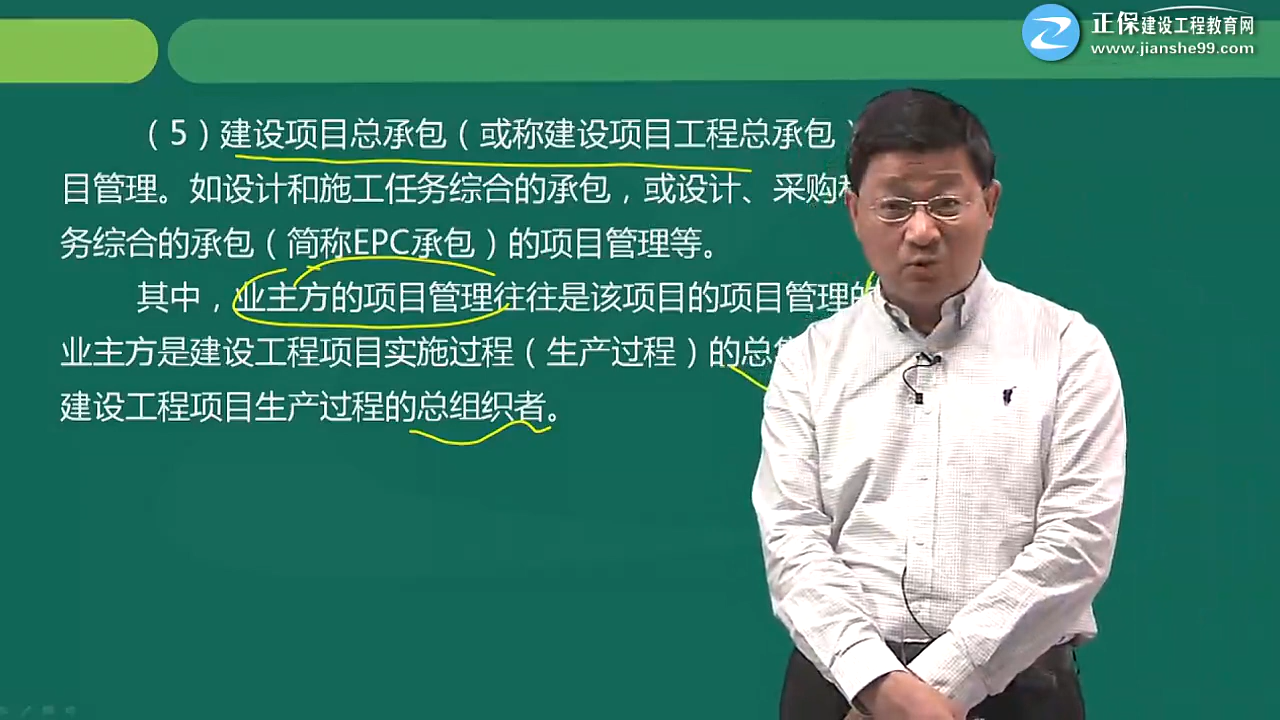 正保建设工程教育网
www.jianshe99.com
（5）建设项目总承包（或称建设项目工程总承包）
目管理。如设计和施工任务综合的承包，或设计、采购
务综合的承包（简称EPC承包）的项目管理等。
其中，业主方的项目管理往往是该项目的项目管理的
业主方是建设工程项目实施过程（生产过程）的总
建设工程项目生产过程的总组织者。